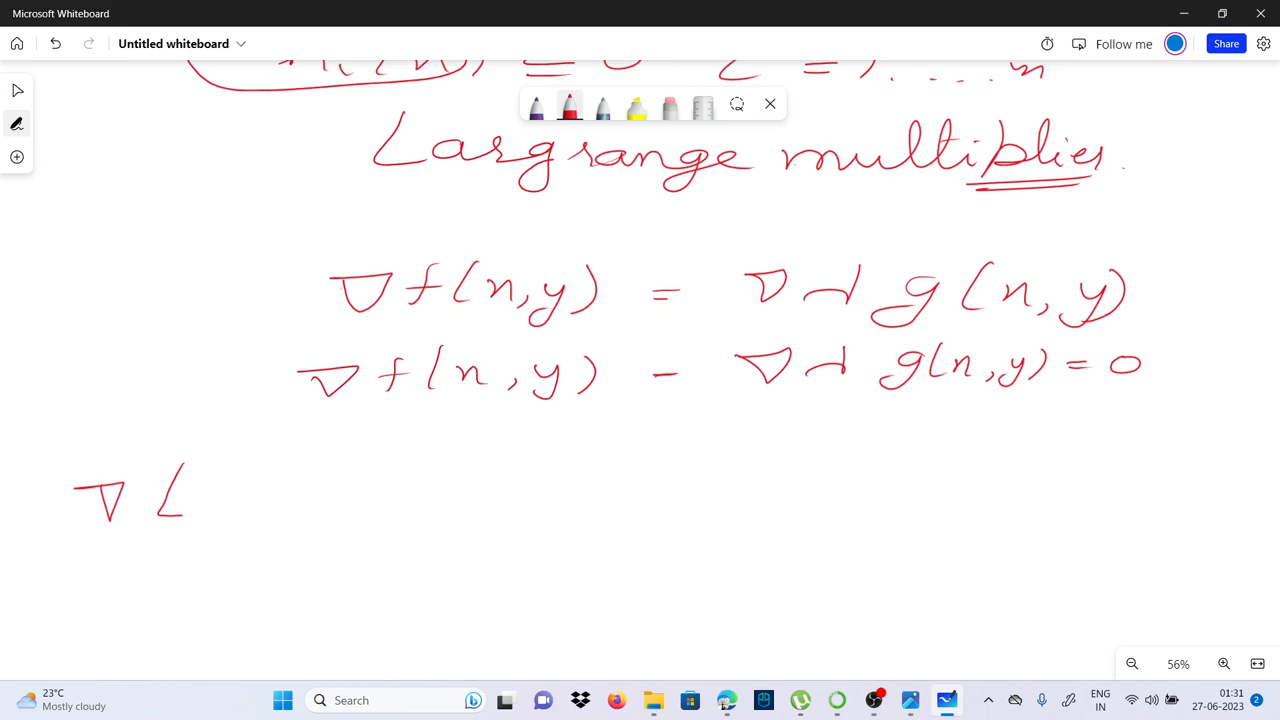 Microsoft Whiteboard
Untitled whiteboard
Follow me
Share
Largrange multiplier.
∇f(x,y) = ∇λ g(x,y)
∇f(x,y) - ∇λ g(x,y) = 0
∇ L
56%
23°C
Mostly cloudy
Search
ENG
IN
01:31
27-06-2023
2